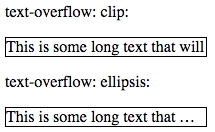 text-overflow: clip:
This is some long text that will
text-overflow: ellipsis:
This is some long text that …